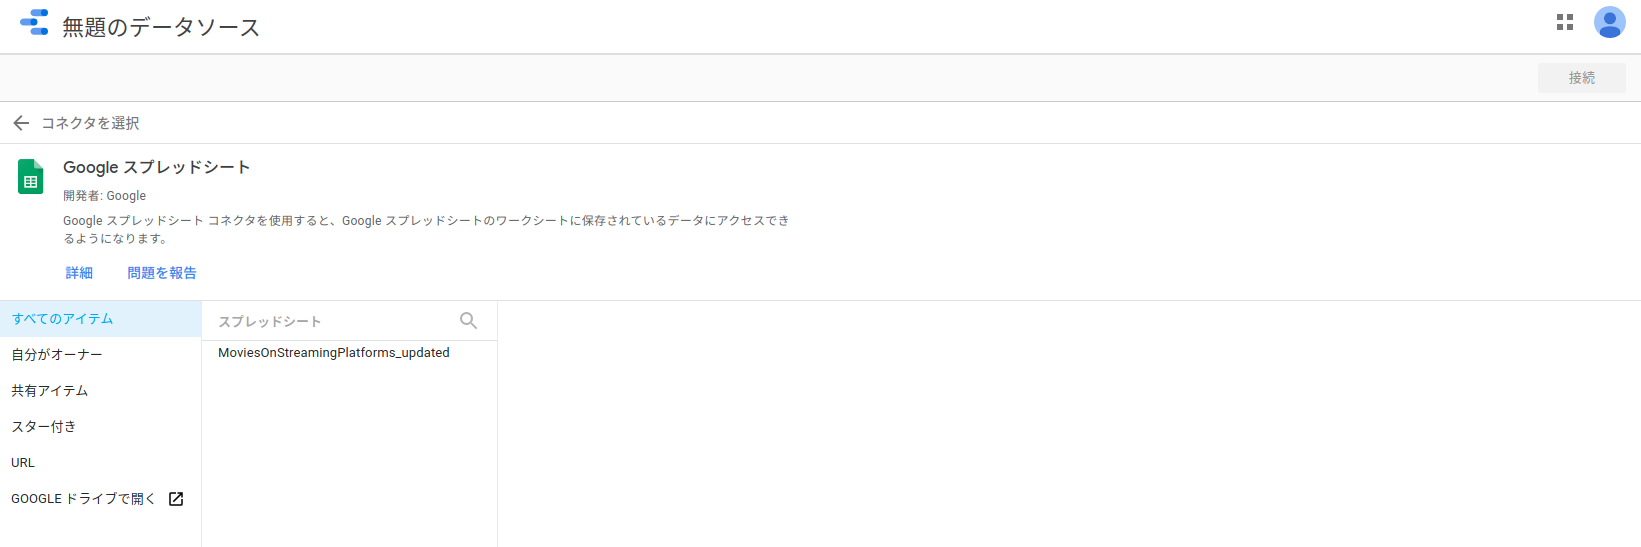 無題のデータソース
接続
コネクタを選択
Google スプレッドシート
開発者: Google
Google スプレッドシート コネクタを使用すると、Google スプレッドシートのワークシートに保存されているデータにアクセスでき
るようになります。
詳細 問題を報告
すべてのアイテム
スプレッドシート
MoviesOnStreamingPlatforms_updated
自分がオーナー
共有アイテム
スター付き
URL
GOOGLE ドライブで開く